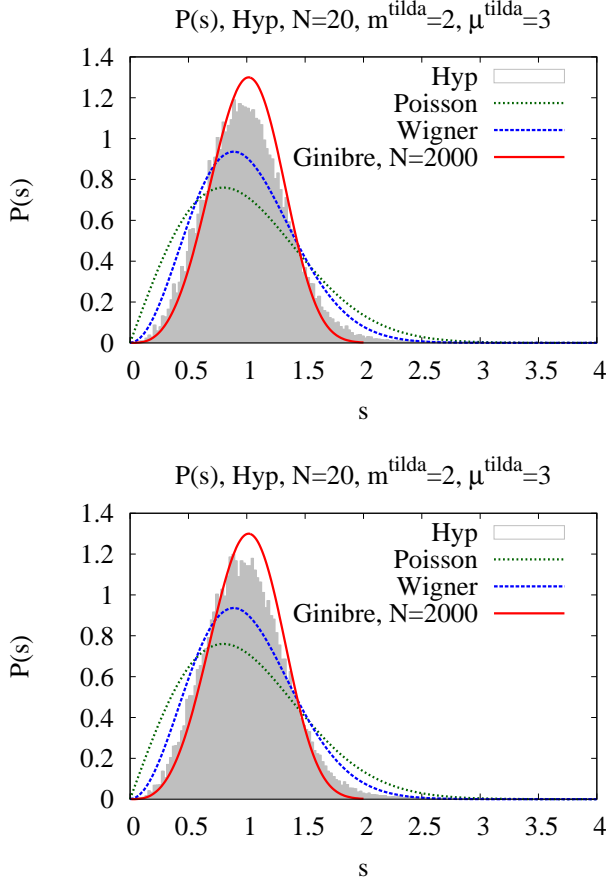 P(s), Hyp, N=20, m^tilda=2, μ^tilda=3
1.4
1.2
1
0.8
0.6
0.4
0.2
0
P(s)
Hyp
Poisson
Wigner
Ginibre, N=2000
0 0.5 1 1.5 2 2.5 3 3.5 4
s
P(s), Hyp, N=20, m^tilda=2, μ^tilda=3
1.4
1.2
1
0.8
0.6
0.4
0.2
0
P(s)
Hyp
Poisson
Wigner
Ginibre, N=2000
0 0.5 1 1.5 2 2.5 3 3.5 4
s